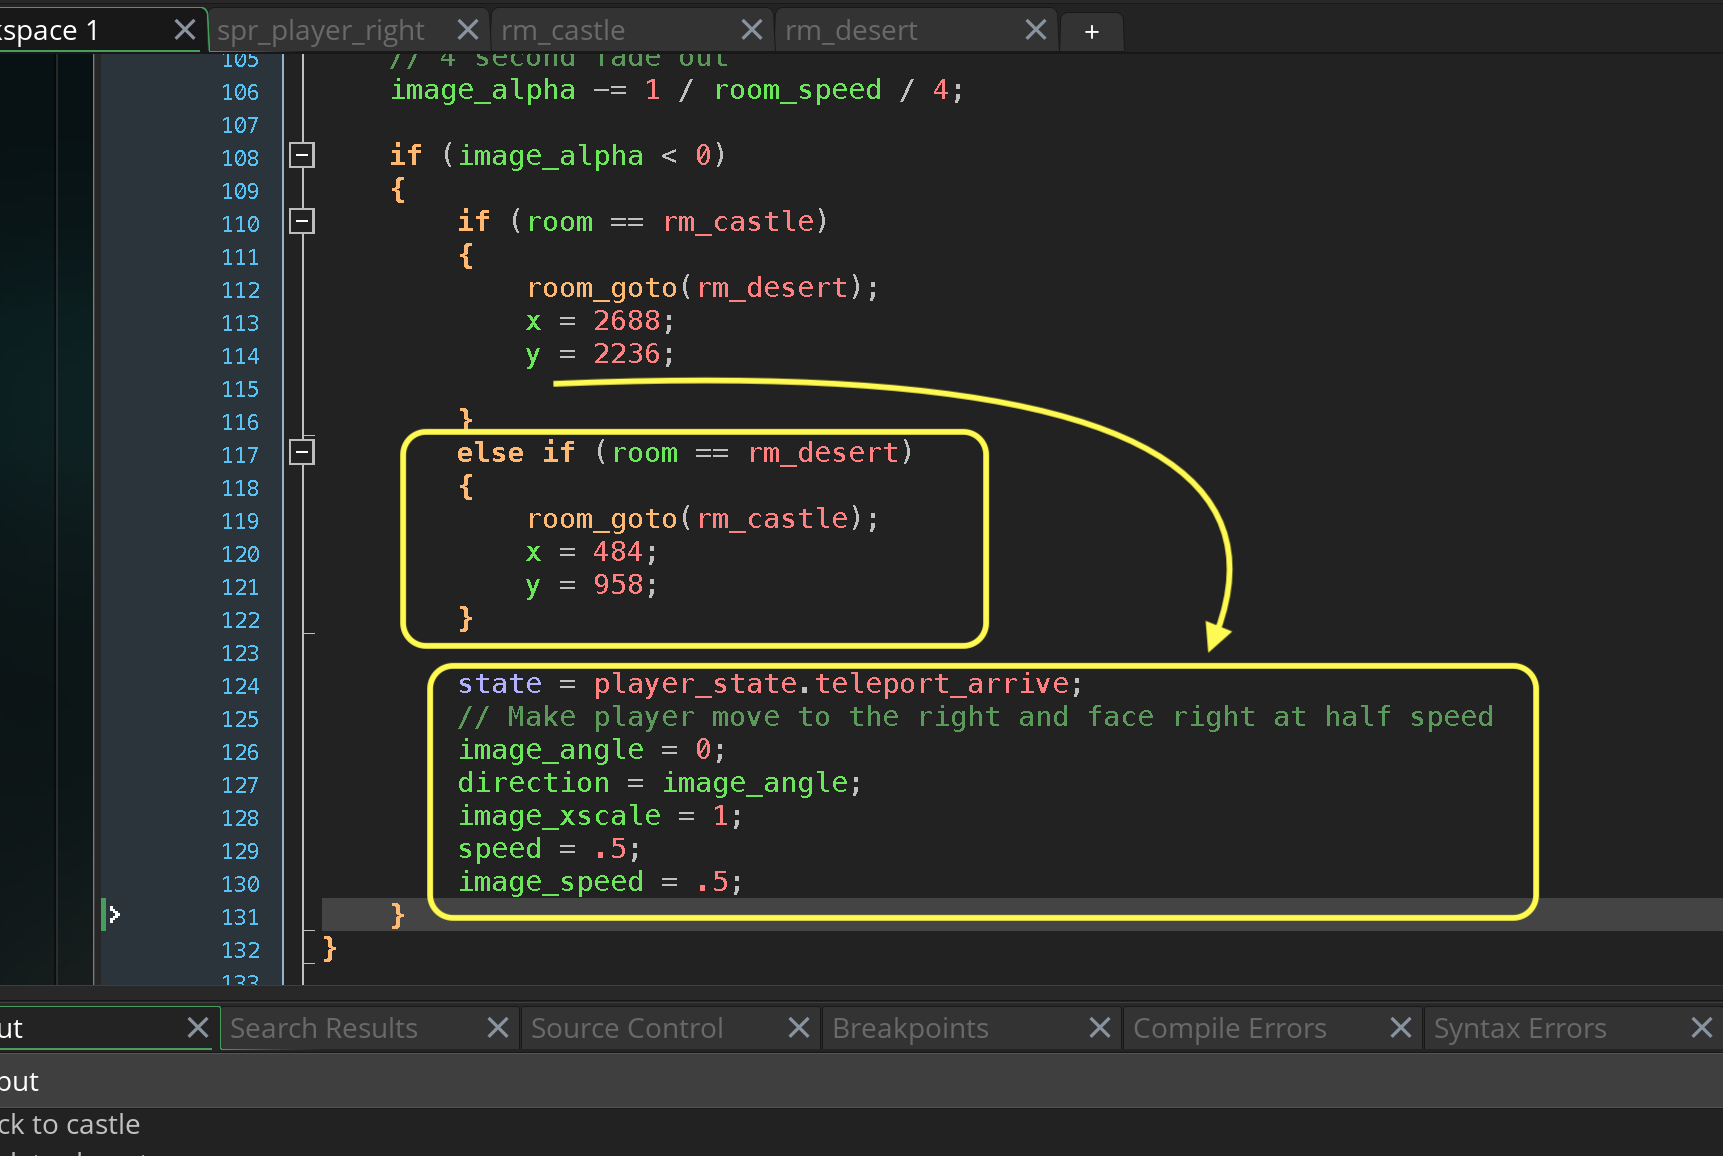 kspace 1
spr_player_right
rm_castle
rm_desert
+
105 // 4 second fade out
106 image_alpha -= 1 / room_speed / 4;
107
108 if (image_alpha < 0)
109 {
110 if (room == rm_castle)
111 {
112 room_goto(rm_desert);
113 x = 2688;
114 y = 2236;
115
116 }
117 else if (room == rm_desert)
118 {
119 room_goto(rm_castle);
120 x = 484;
121 y = 958;
122 }
123
124 state = player_state.teleport_arrive;
125 // Make player move to the right and face right at half speed
126 image_angle = 0;
127 direction = image_angle;
128 image_xscale = 1;
129 speed = .5;
130 image_speed = .5;
131 }
132 }
133
ut
Search Results
Source Control
Breakpoints
Compile Errors
Syntax Errors
put
ck to castle